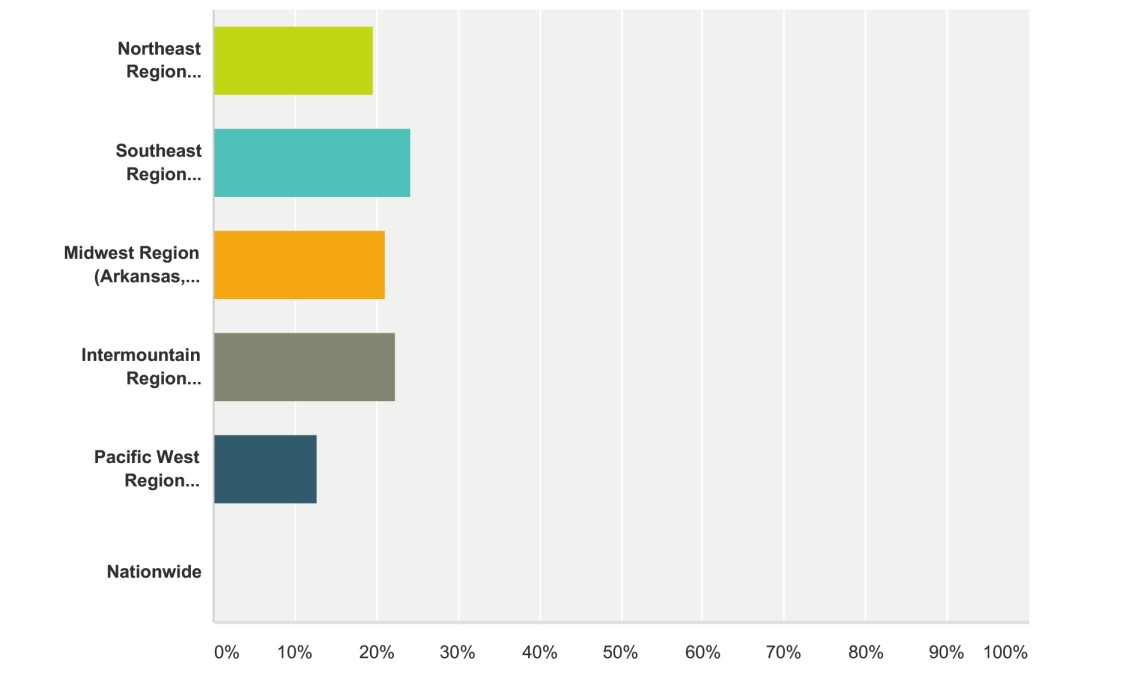 Northeast
Region...
Southeast
Region...
Midwest Region
(Arkansas,...
Intermountain
Region...
Pacific West
Region...
Nationwide
0% 10% 20% 30% 40% 50% 60% 70% 80% 90% 100%